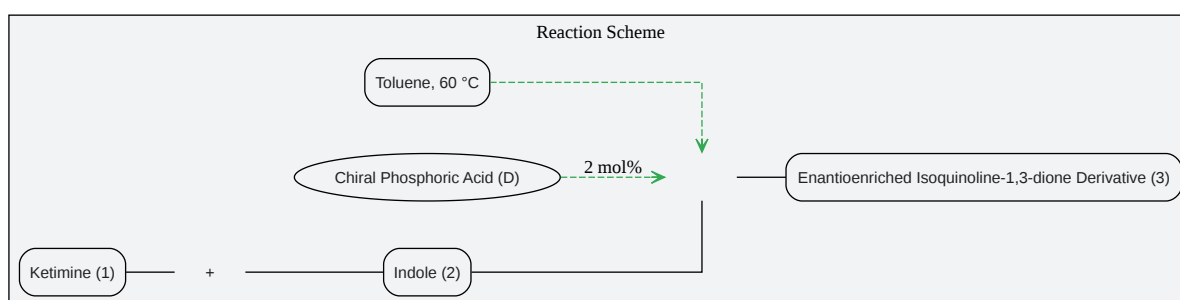 Reaction Scheme
Toluene, 60 °C
Chiral Phosphoric Acid (D)
2 mol%
Enantioenriched Isoquinoline-1,3-dione Derivative (3)
Ketimine (1)
+
Indole (2)